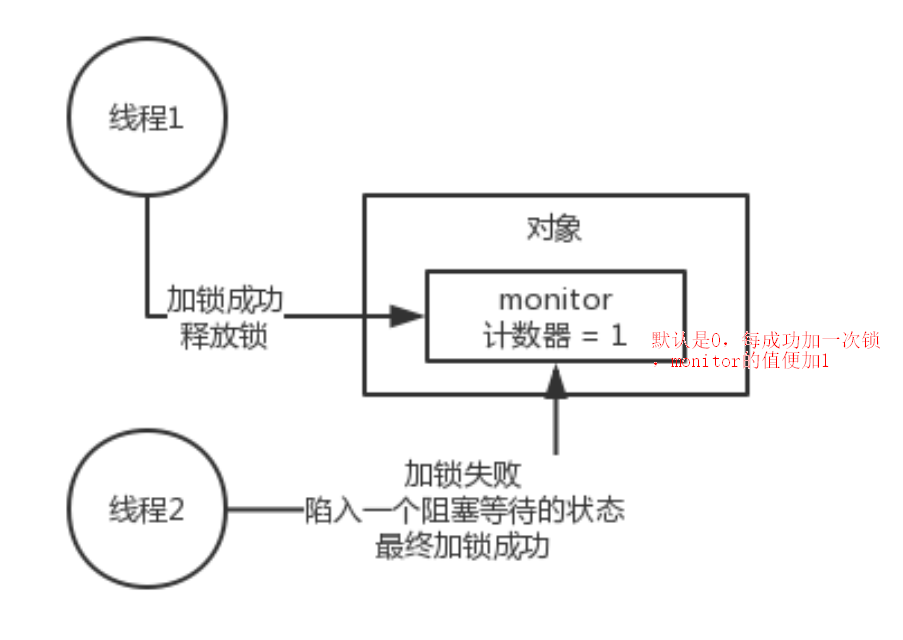 线程1
对象
加锁成功
释放锁
monitor
计数器 = 1
默认是0，每成功加一次锁
，monitor的值便加1
线程2
加锁失败
陷入一个阻塞等待的状态
最终加锁成功